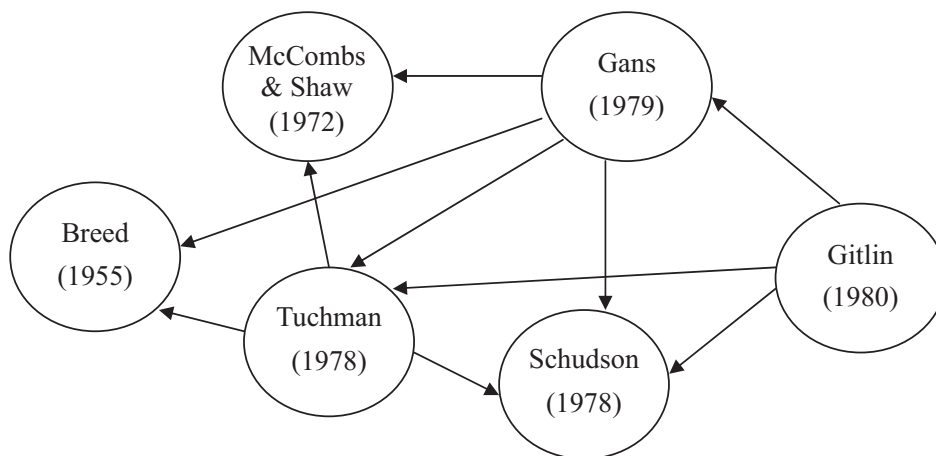 McCombs
& Shaw
(1972)
Gans
(1979)
Breed
(1955)
Gitlin
(1980)
Tuchman
(1978)
Schudson
(1978)